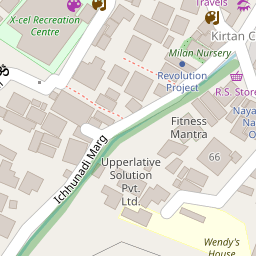 X-cel Recreation
Centre
Travels
Kirtan C
Milan Nursery
Revolution
Project
R.S. Store
Fitness
Mantra
Naya
Na
66
Ichhunadi Marg
Upperlative
Solution
Pvt.
Ltd.
Wendy's
House